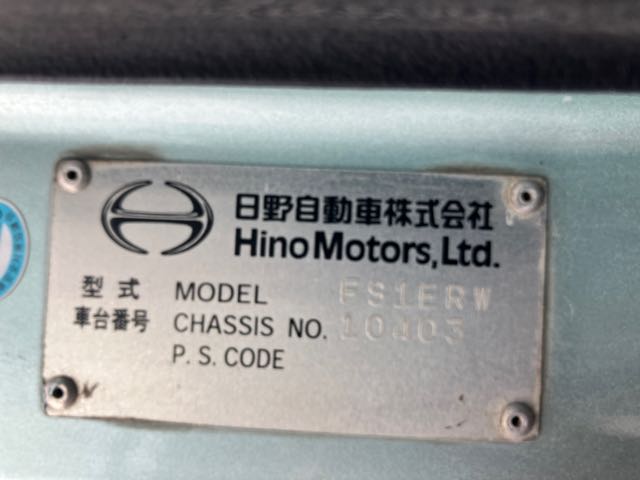 日野自動車株式会社
Hino Motors, Ltd.
型式 MODEL FS1ERW
車台番号 CHASSIS NO. 10403
P. S. CODE